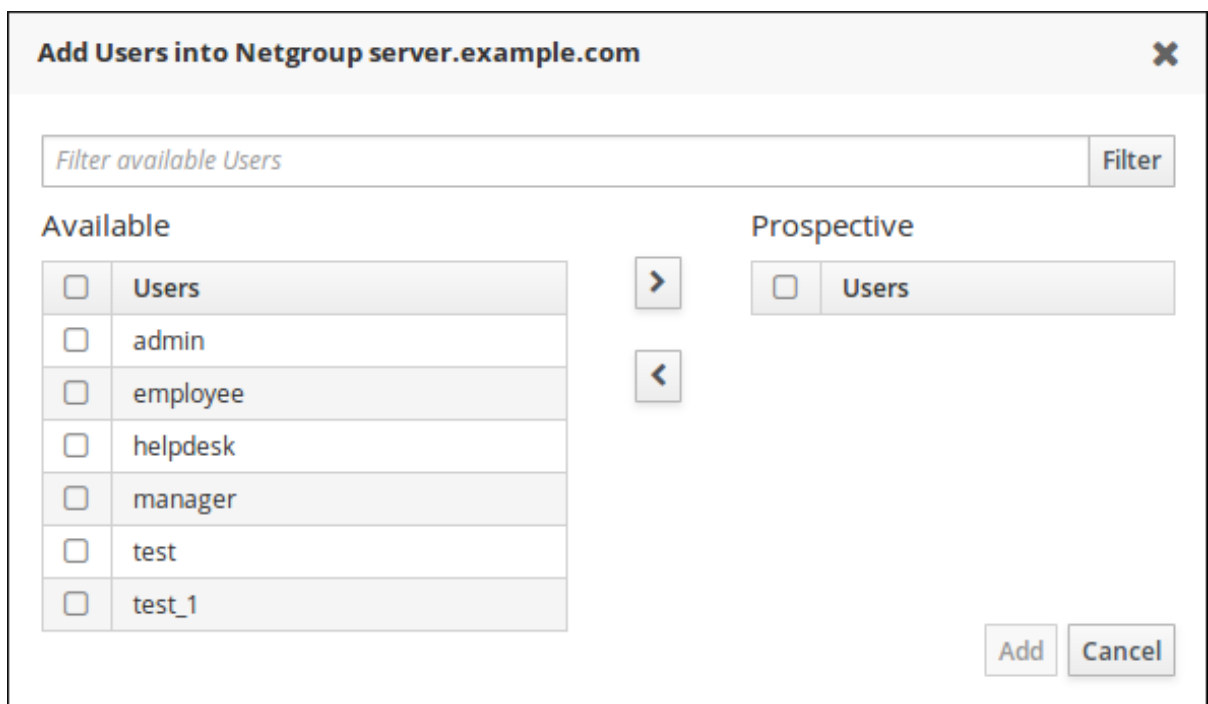 Add Users into Netgroup server.example.com
Filter available Users
Filter
Available
Prospective
Users
Users
admin
employee
helpdesk
manager
test
test_1
Add
Cancel